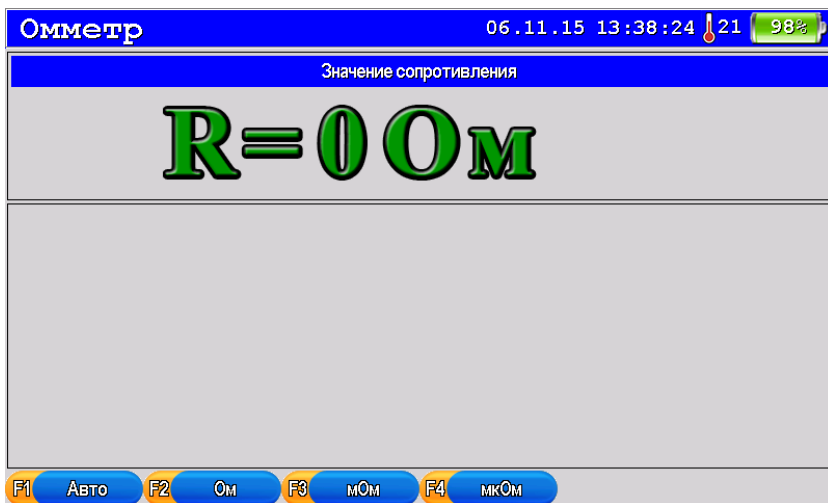 Омметр 06.11.15 13:38:24 21 98%
Значение сопротивления
R=0 Ом
F1 Авто F2 Ом F3 мОм F4 мкОм